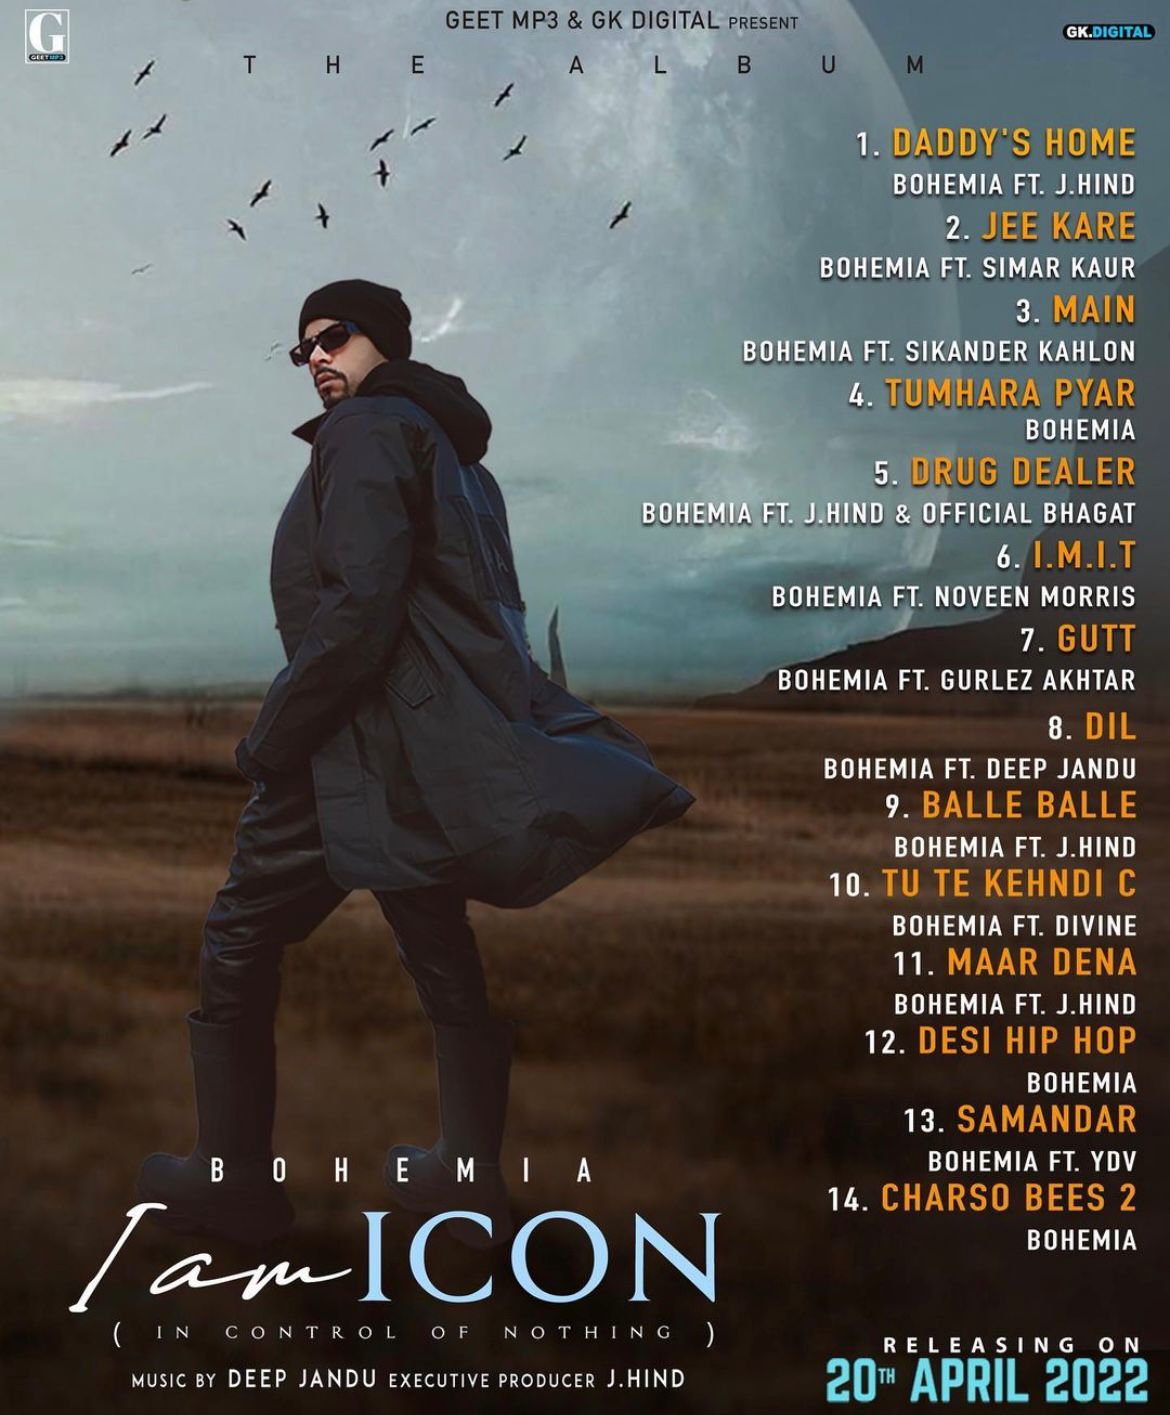 G
GEET MP3
GEET MP3 & GK DIGITAL PRESENT
GK.DIGITAL
THE ALBUM
1. DADDY'S HOME
BOHEMIA FT. J.HIND
2. JEE KARE
BOHEMIA FT. SIMAR KAUR
3. MAIN
BOHEMIA FT. SIKANDER KAHLON
4. TUMHARA PYAR
BOHEMIA
5. DRUG DEALER
BOHEMIA FT. J.HIND & OFFICIAL BHAGAT
6. I.M.I.T
BOHEMIA FT. NOVEEN MORRIS
7. GUTT
BOHEMIA FT. GURLEZ AKHTAR
8. DIL
BOHEMIA FT. DEEP JANDU
9. BALLE BALLE
BOHEMIA FT. J.HIND
10. TU TE KEHNDI C
BOHEMIA FT. DIVINE
11. MAAR DENA
BOHEMIA FT. J.HIND
12. DESI HIP HOP
BOHEMIA
13. SAMANDAR
BOHEMIA FT. YDV
14. CHARSO BEES 2
BOHEMIA
BOHEMIA
I am ICON
( IN CONTROL OF NOTHING )
MUSIC BY DEEP JANDU EXECUTIVE PRODUCER J.HIND
RELEASING ON
20TH APRIL 2022